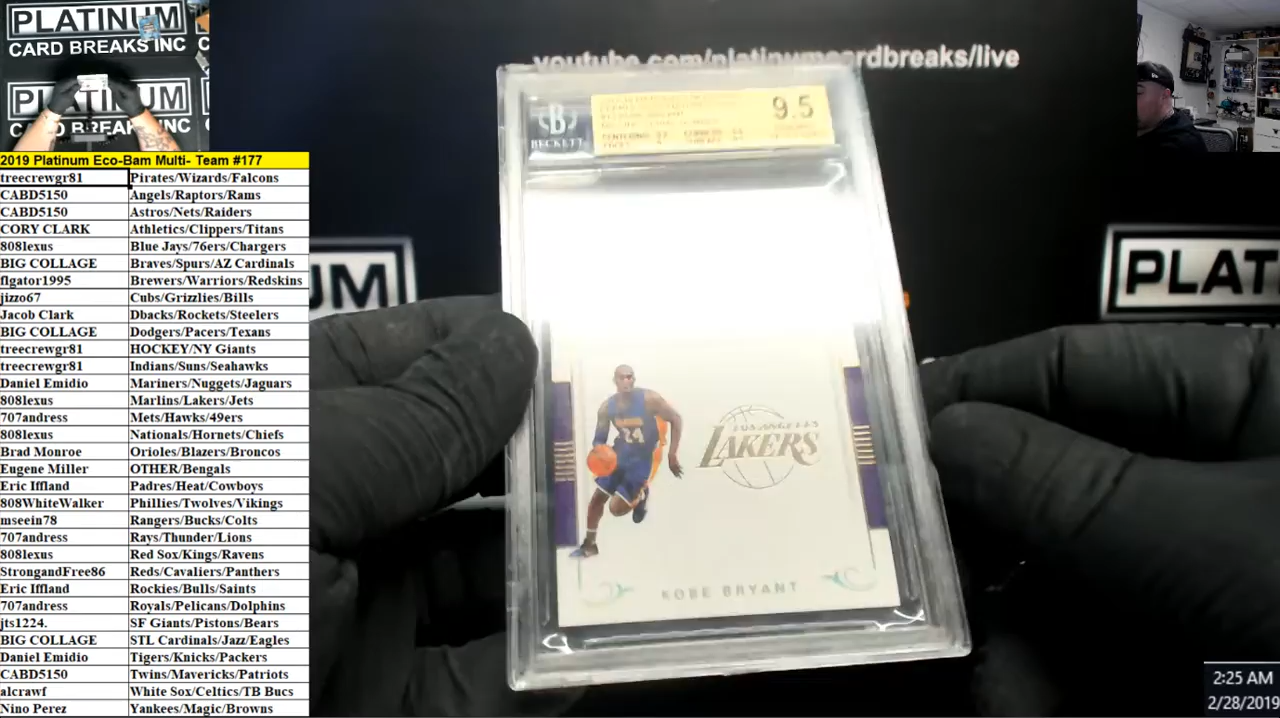 PLATINUM
CARD BREAKS INC
PLATINUM
CARD BREAK INC
youtube.com/platinumcardbreaks/live
2019 Platinum Eco-Bam Multi- Team #177
treecrewgr81 Pirates/Wizards/Falcons
CABD5150 Angels/Raptors/Rams
CABD5150 Astros/Nets/Raiders
CORY CLARK Athletics/Clippers/Titans
808lexus Blue Jays/76ers/Chargers
BIG COLLAGE Braves/Spurs/AZ Cardinals
flgator1995 Brewers/Warriors/Redskins
jizzo67 Cubs/Grizzlies/Bills
Jacob Clark Dbacks/Rockets/Steelers
BIG COLLAGE Dodgers/Pacers/Texans
treecrewgr81 HOCKEY/NY Giants
treecrewgr81 Indians/Suns/Seahawks
Daniel Emidio Mariners/Nuggets/Jaguars
808lexus Marlins/Lakers/Jets
707andress Mets/Hawks/49ers
808lexus Nationals/Hornets/Chiefs
Brad Monroe Orioles/Blazers/Broncos
Eugene Miller OTHER/Bengals
Eric Iffland Padres/Heat/Cowboys
808WhiteWalker Phillies/Twolves/Vikings
mseein78 Rangers/Bucks/Colts
707andress Rays/Thunder/Lions
808lexus Red Sox/Kings/Ravens
StrongandFree86 Reds/Cavaliers/Panthers
Eric Iffland Rockies/Bulls/Saints
707andress Royals/Pelicans/Dolphins
jts1224. SF Giants/Pistons/Bears
BIG COLLAGE STL Cardinals/Jazz/Eagles
Daniel Emidio Tigers/Knicks/Packers
CABD5150 Twins/Mavericks/Patriots
alcrawf White Sox/Celtics/TB Bucs
Nino Perez Yankees/Magic/Browns
B
BECKETT
9.5
24
LOS ANGELES
LAKERS
KOBE BRYANT
UM
PLAT
2:25 AM
2/28/2019